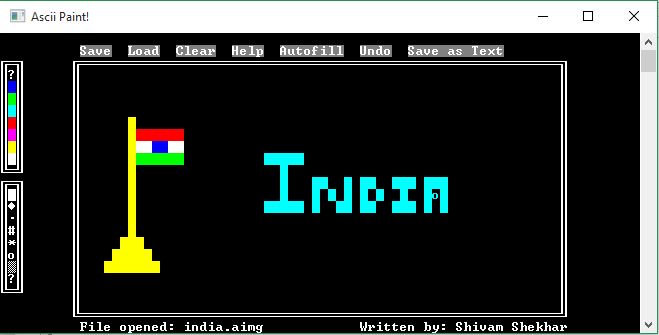 Ascii Paint!
Save Load Clear Help Autofill Undo Save as Text
?
India
#
*
o
?
File opened: india.aimg Written by: Shivam Shekhar